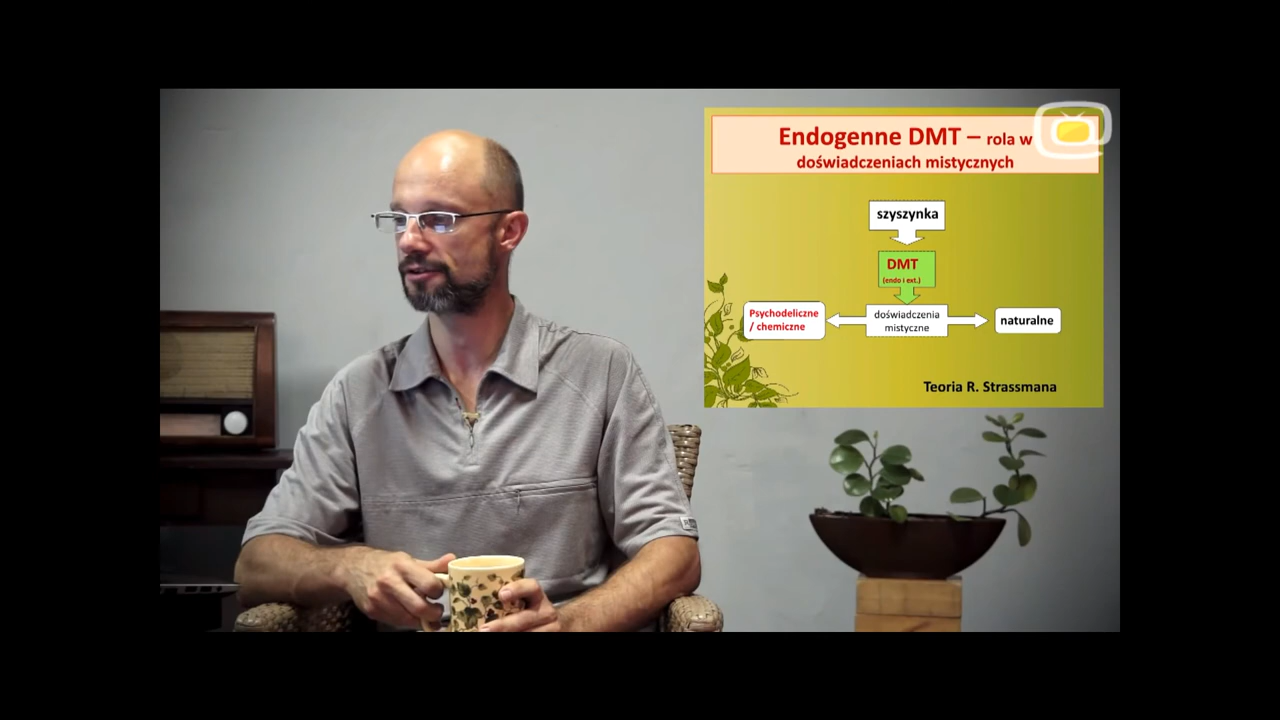 Endogenne DMT – rola w
doświadczeniach mistycznych
szyszynka
DMT
(endo i ext.)
Psychodeliczne
/ chemiczne
doświadczenia
mistyczne
naturalne
Teoria R. Strassmana